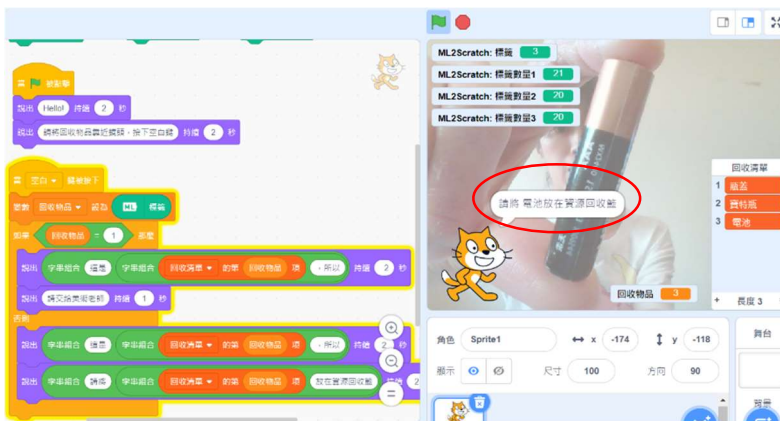 當 被點擊
說出 Hello! 持續 2 秒
說出 請將回收物品靠近鏡頭，按下空白鍵 持續 2 秒
當 空白 鍵被按下
變數 回收物品 設為 ML 標籤
如果 回收物品 = 1 那麼
說出 字串組合 這是 字串組合 回收清單 的第 回收物品 項 ，所以 持續 2 秒
說出 請交給美術老師 持續 1 秒
否則
說出 字串組合 這是 字串組合 回收清單 的第 回收物品 項 ，所以 持續 2 秒
說出 字串組合 請將 字串組合 回收清單 的第 回收物品 項 放在資源回收籃 持續 2
ML2Scratch: 標籤 3
ML2Scratch: 標籤數量1 21
ML2Scratch: 標籤數量2 20
ML2Scratch: 標籤數量3 20
請將 電池放在資源回收籃
回收清單
1 瓶蓋
2 寶特瓶
3 電池
+ 長度 3
回收物品 3
角色 Sprite1 x -174 y -118
顯示 尺寸 100 方向 90
舞台
背景